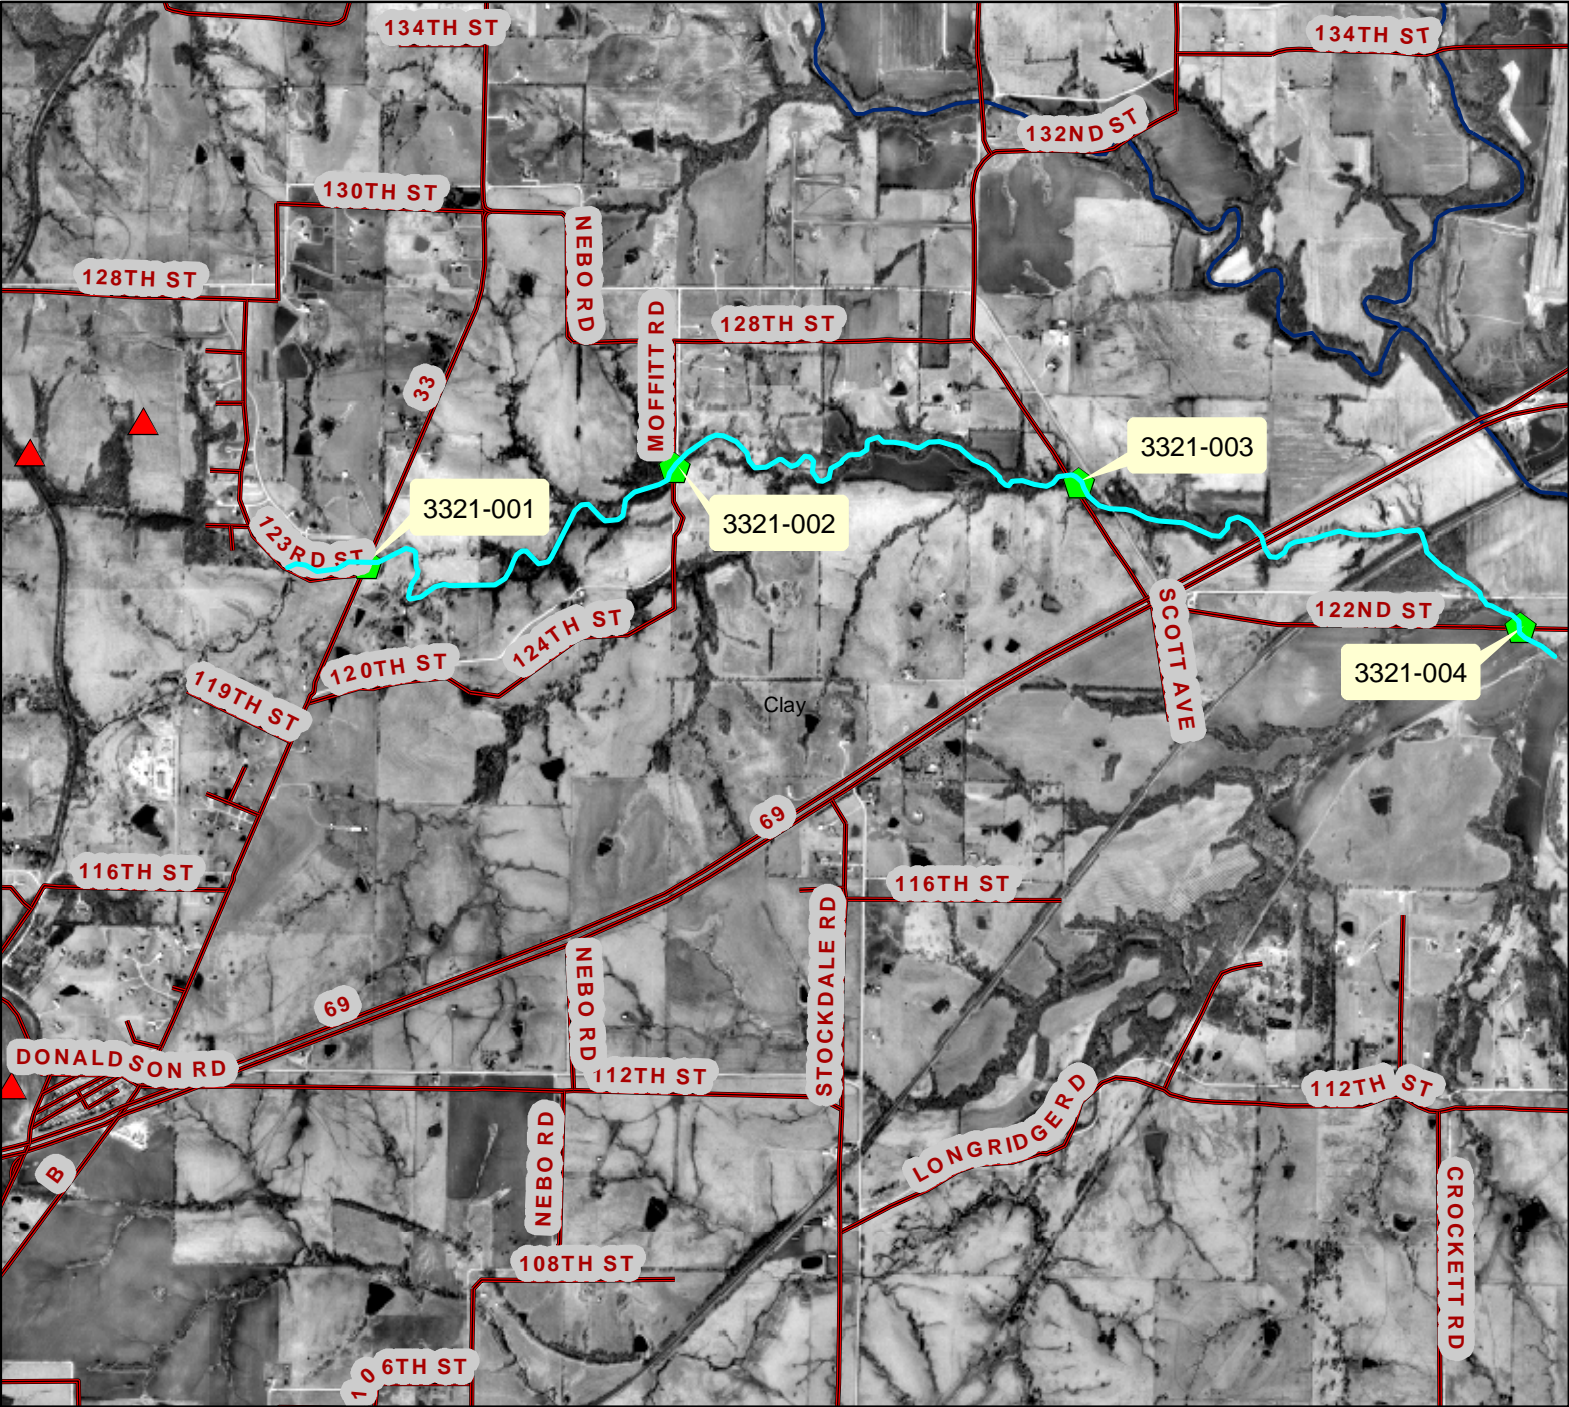 134TH ST
134TH ST
132ND ST
130TH ST
NEBO RD
128TH ST
MOFFITT RD
128TH ST
33
3321-003
3321-001
3321-002
123RD ST
SCOTT AVE
122ND ST
124TH ST
120TH ST
3321-004
119TH ST
Clay
69
116TH ST
116TH ST
STOCKDALE RD
NEBO RD
69
DONALDSON RD
112TH ST
112TH ST
LONGRIDGE RD
NEBO RD
B
CROCKETT RD
108TH ST
106TH ST